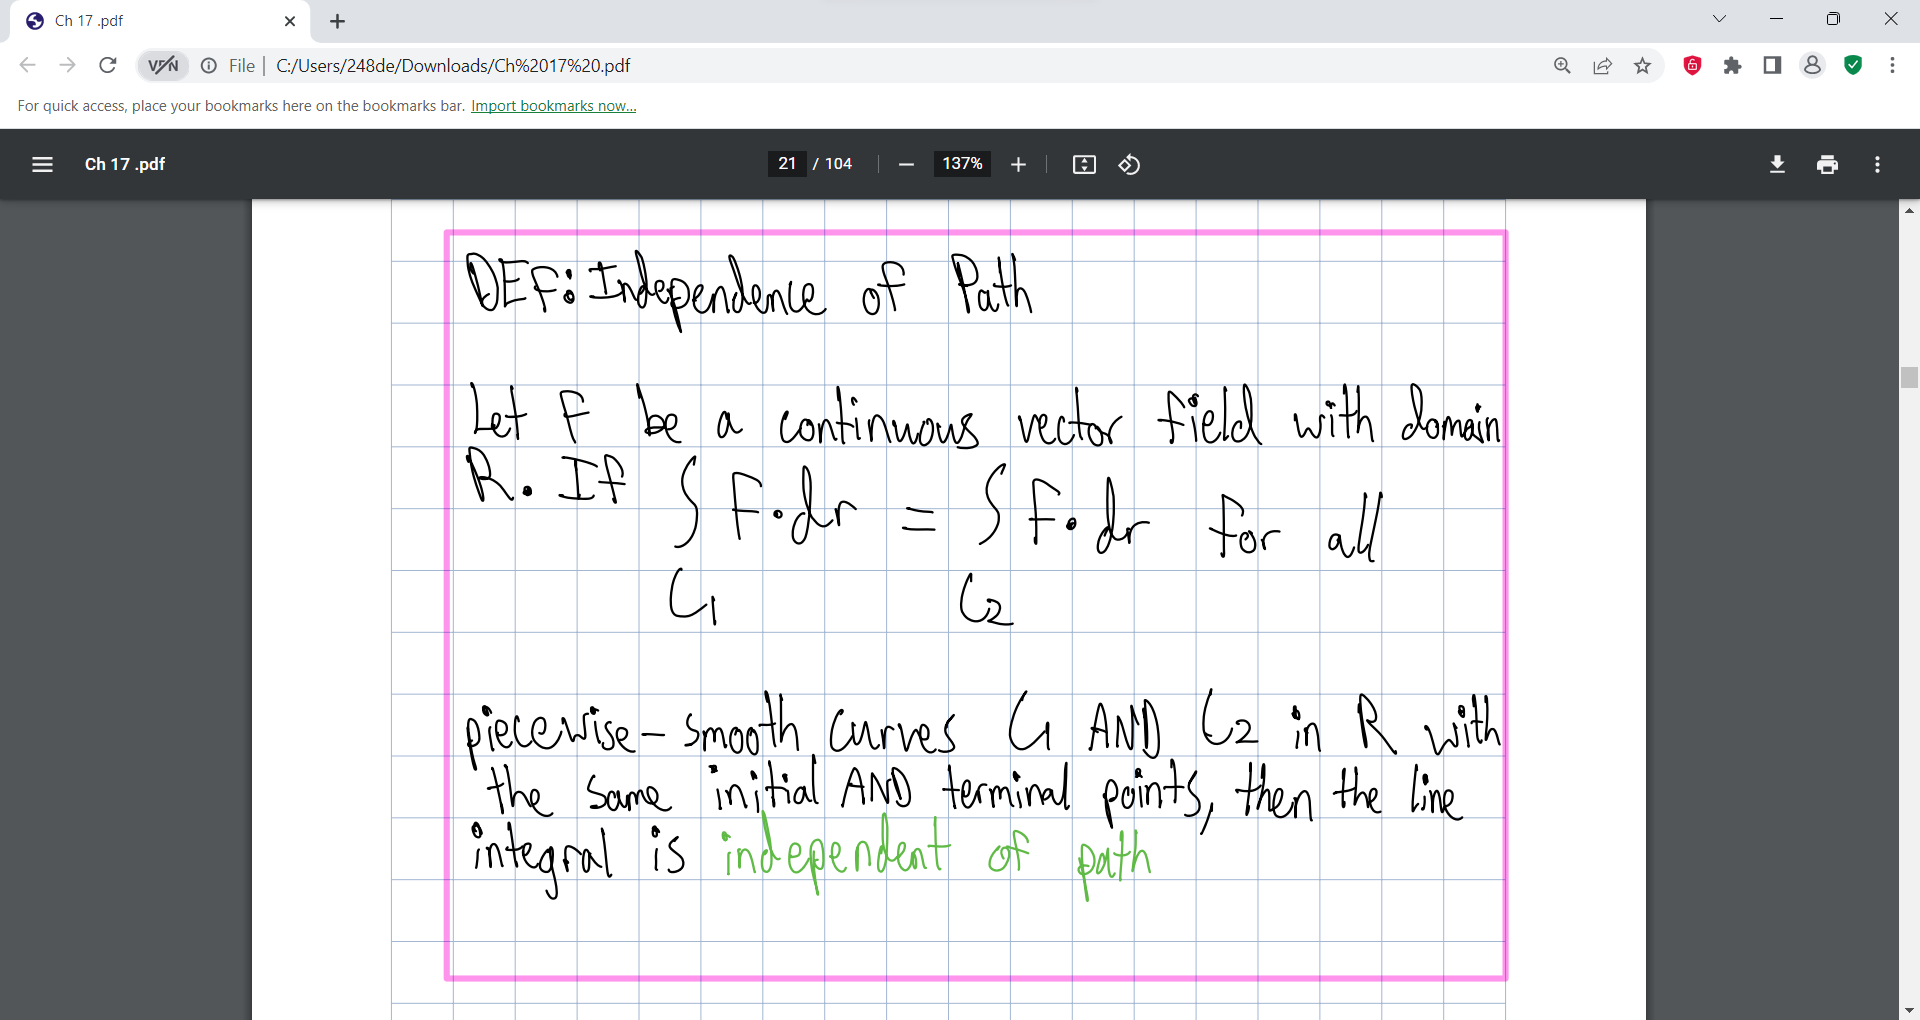 Ch 17 .pdf
VPN File C:/Users/248de/Downloads/Ch%2017%20.pdf
For quick access, place your bookmarks here on the bookmarks bar. Import bookmarks now...
Ch 17 .pdf 21 / 104 137%
DEF: Independence of Path
Let F be a continuous vector field with domain
R. If ∫ F•dr = ∫ F•dr for all
C1 C2
piecewise-smooth curves C1 AND C2 in R with
the same initial AND terminal points, then the line
integral is independent of path